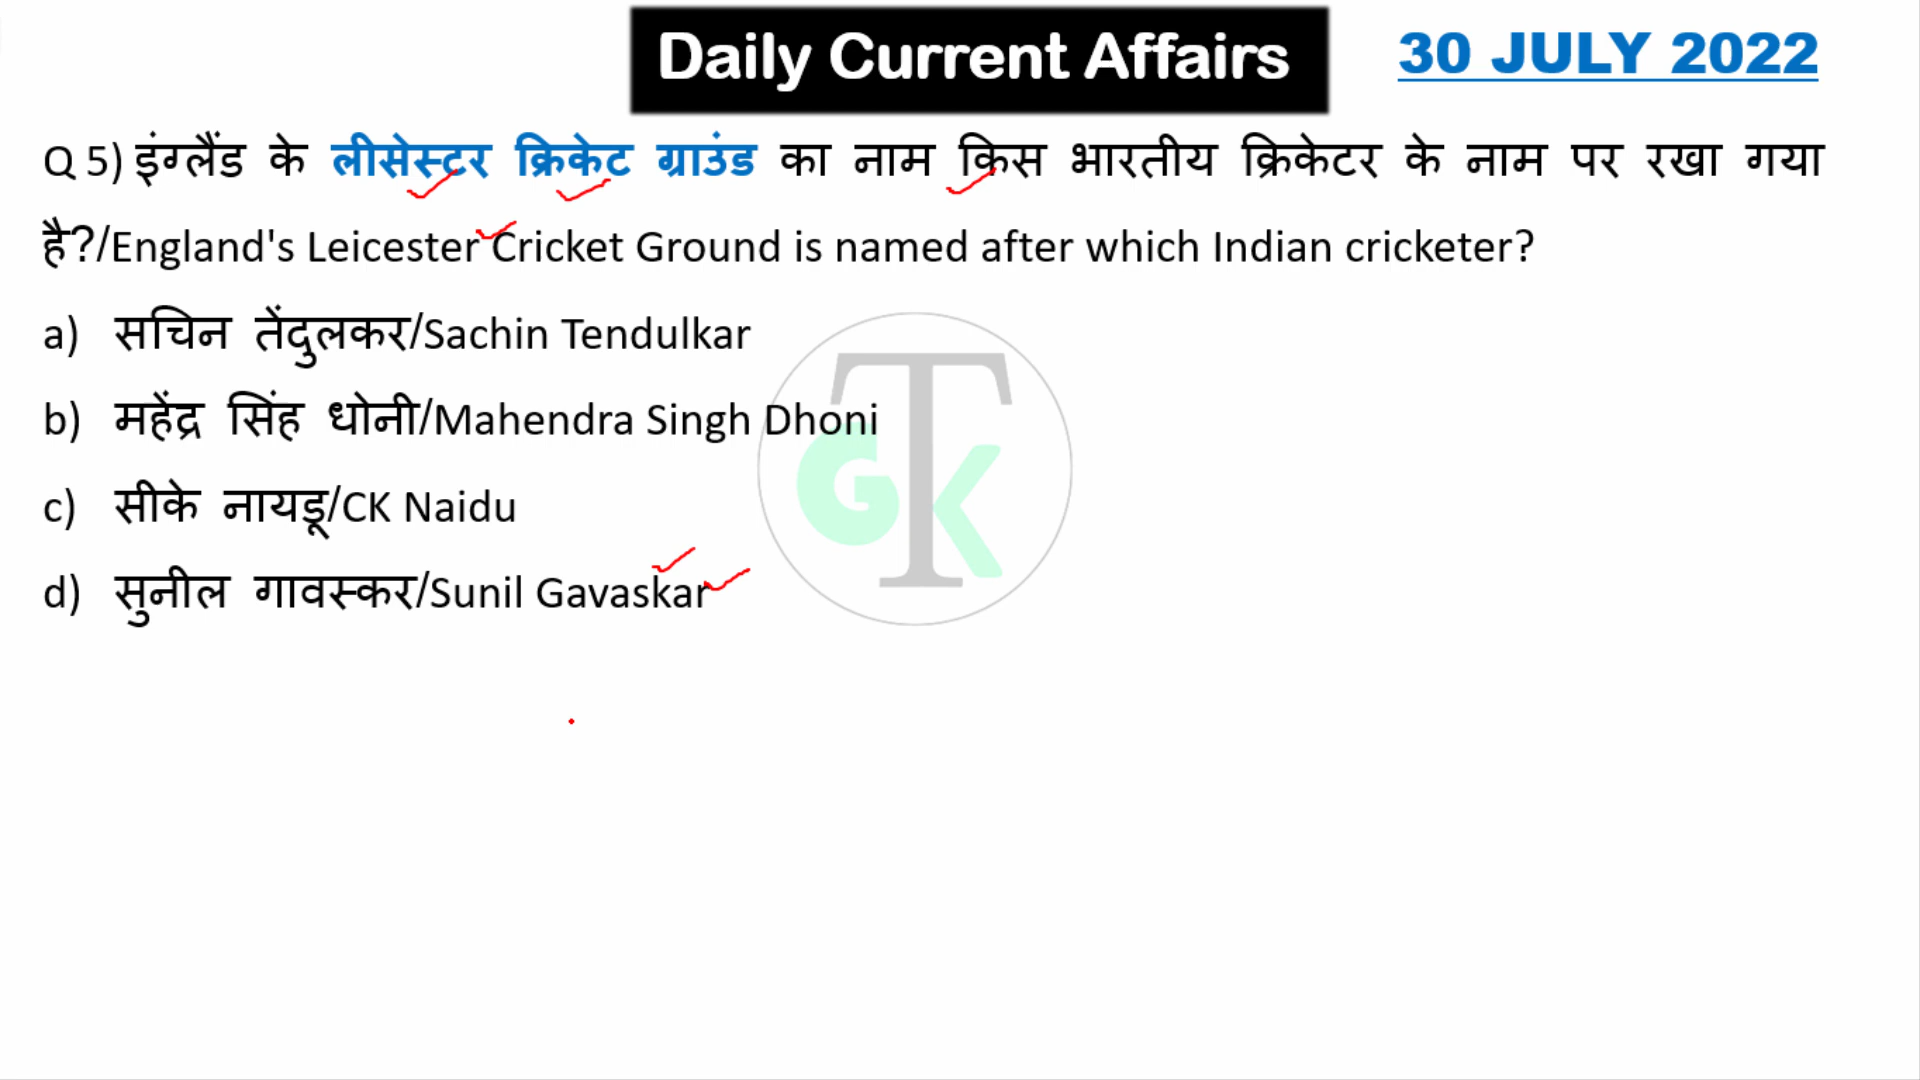 Daily Current Affairs
30 JULY 2022
Q 5) इंग्लैंड के लीसेस्टर क्रिकेट ग्राउंड का नाम किस भारतीय क्रिकेटर के नाम पर रखा गया
है?/England's Leicester Cricket Ground is named after which Indian cricketer?
a) सचिन तेंदुलकर/Sachin Tendulkar
b) महेंद्र सिंह धोनी/Mahendra Singh Dhoni
c) सीके नायडू/CK Naidu
d) सुनील गावस्कर/Sunil Gavaskar
GTK